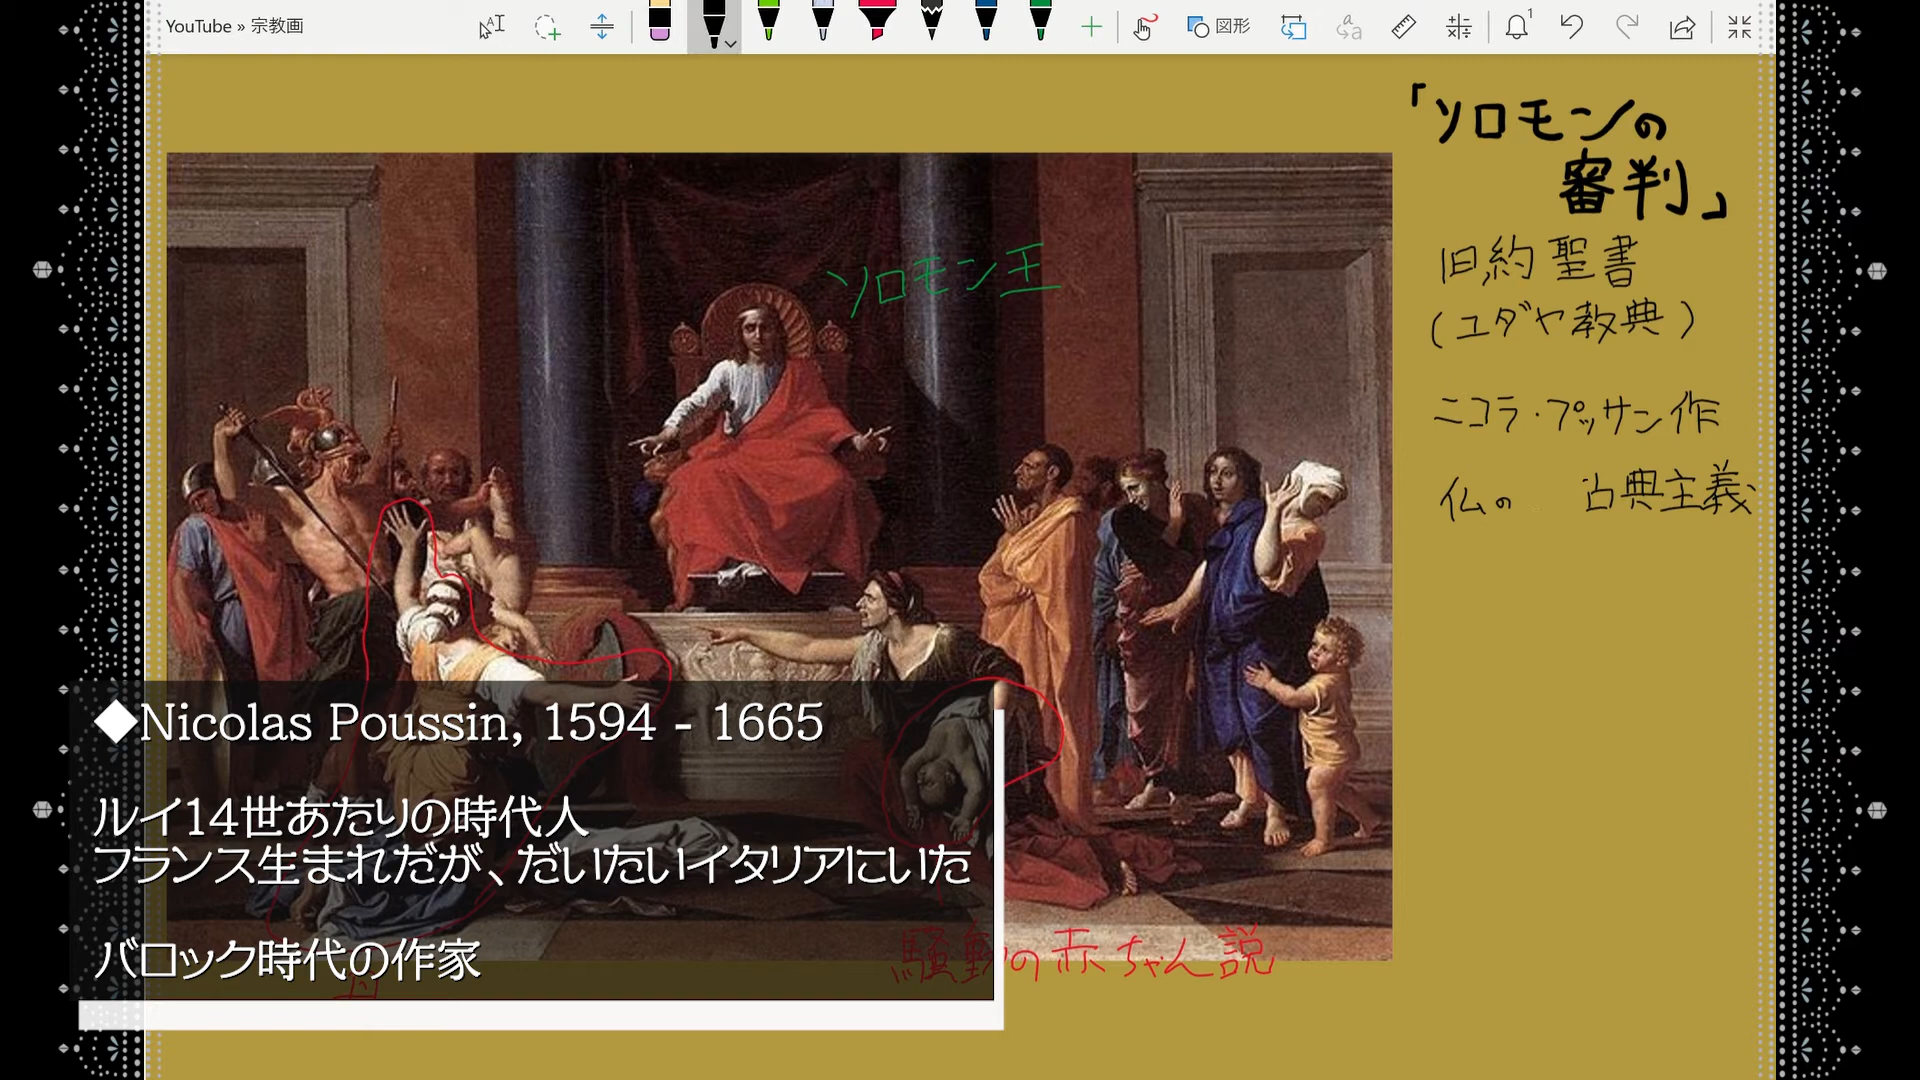 YouTube » 宗教画
図形
1
「ソロモンの
審判」
旧約聖書
(ユダヤ教典)
ニコラ・プッサン作
仏の 古典主義
ソロモン王
◆Nicolas Poussin, 1594 - 1665
ルイ14世あたりの時代人
フランス生まれだが、だいたいイタリアにいた
バロック時代の作家
騒動の赤ちゃん説